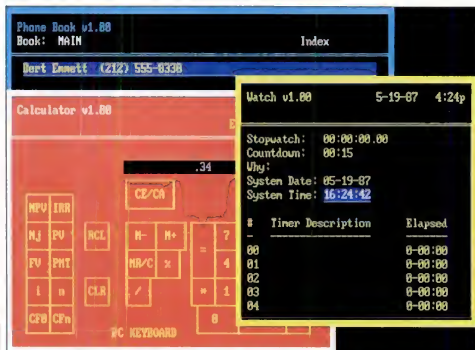 Phone Book v1.00
Book: MAIN Index
Bert Emmett (212) 555-8338
Calculator v1.00
.34
CE/CA
NPV IRR
Nj PV RCL M- M+ 7
FV PMT MR/C % = 4
i n CLR / . * 1
CF0 CFn 0
PC KEYBOARD
Watch v1.00 5-19-87 4:24p
Stopwatch: 00:00:00.00
Countdown: 00:15
Why:
System Date: 05-19-87
System Time: 16:24:42
# Timer Description Elapsed
00 0-00:00
01 0-00:00
02 0-00:00
03 0-00:00
04 0-00:00